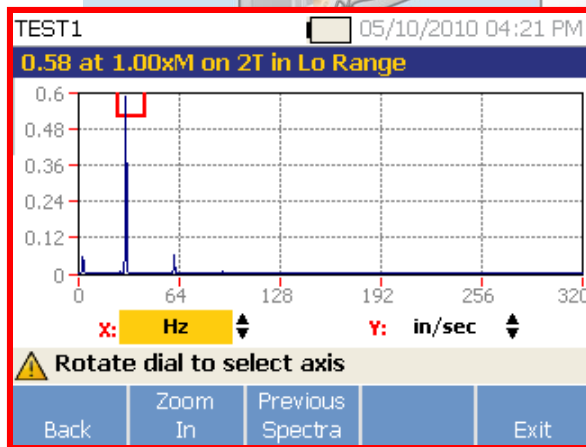 TEST1 05/10/2010 04:21 PM
0.58 at 1.00xM on 2T in Lo Range
0.6
0.48
0.36
0.24
0.12
0
0 64 128 192 256 320
X: Hz Y: in/sec
Rotate dial to select axis
Zoom Previous
Back In Spectra Exit